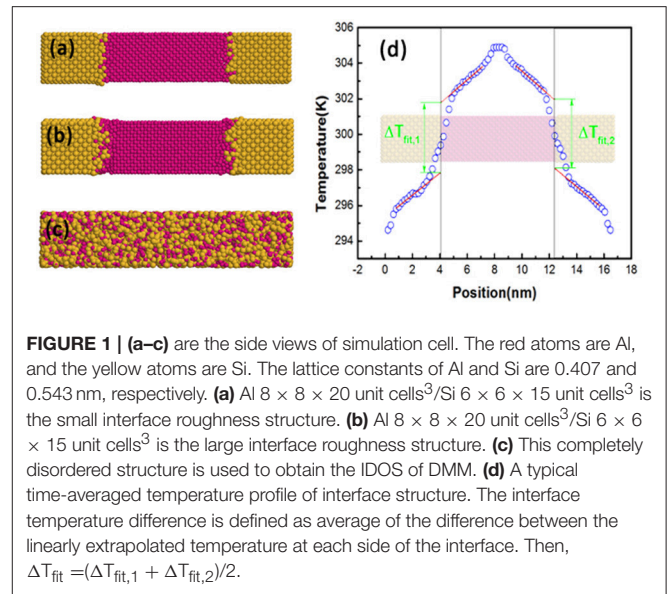 (a)
(b)
(c)
(d)
306
304
302
300
298
296
294
Temperature(K)
ΔTfit,1
ΔTfit,2
-2 0 2 4 6 8 10 12 14 16 18
Position(nm)
FIGURE 1 | (a–c) are the side views of simulation cell. The red atoms are Al,
and the yellow atoms are Si. The lattice constants of Al and Si are 0.407 and
0.543 nm, respectively. (a) Al 8 × 8 × 20 unit cells³/Si 6 × 6 × 15 unit cells³ is
the small interface roughness structure. (b) Al 8 × 8 × 20 unit cells³/Si 6 × 6
× 15 unit cells³ is the large interface roughness structure. (c) This completely
disordered structure is used to obtain the IDOS of DMM. (d) A typical
time-averaged temperature profile of interface structure. The interface
temperature difference is defined as average of the difference between the
linearly extrapolated temperature at each side of the interface. Then,
ΔTfit =(ΔTfit,1 + ΔTfit,2)/2.